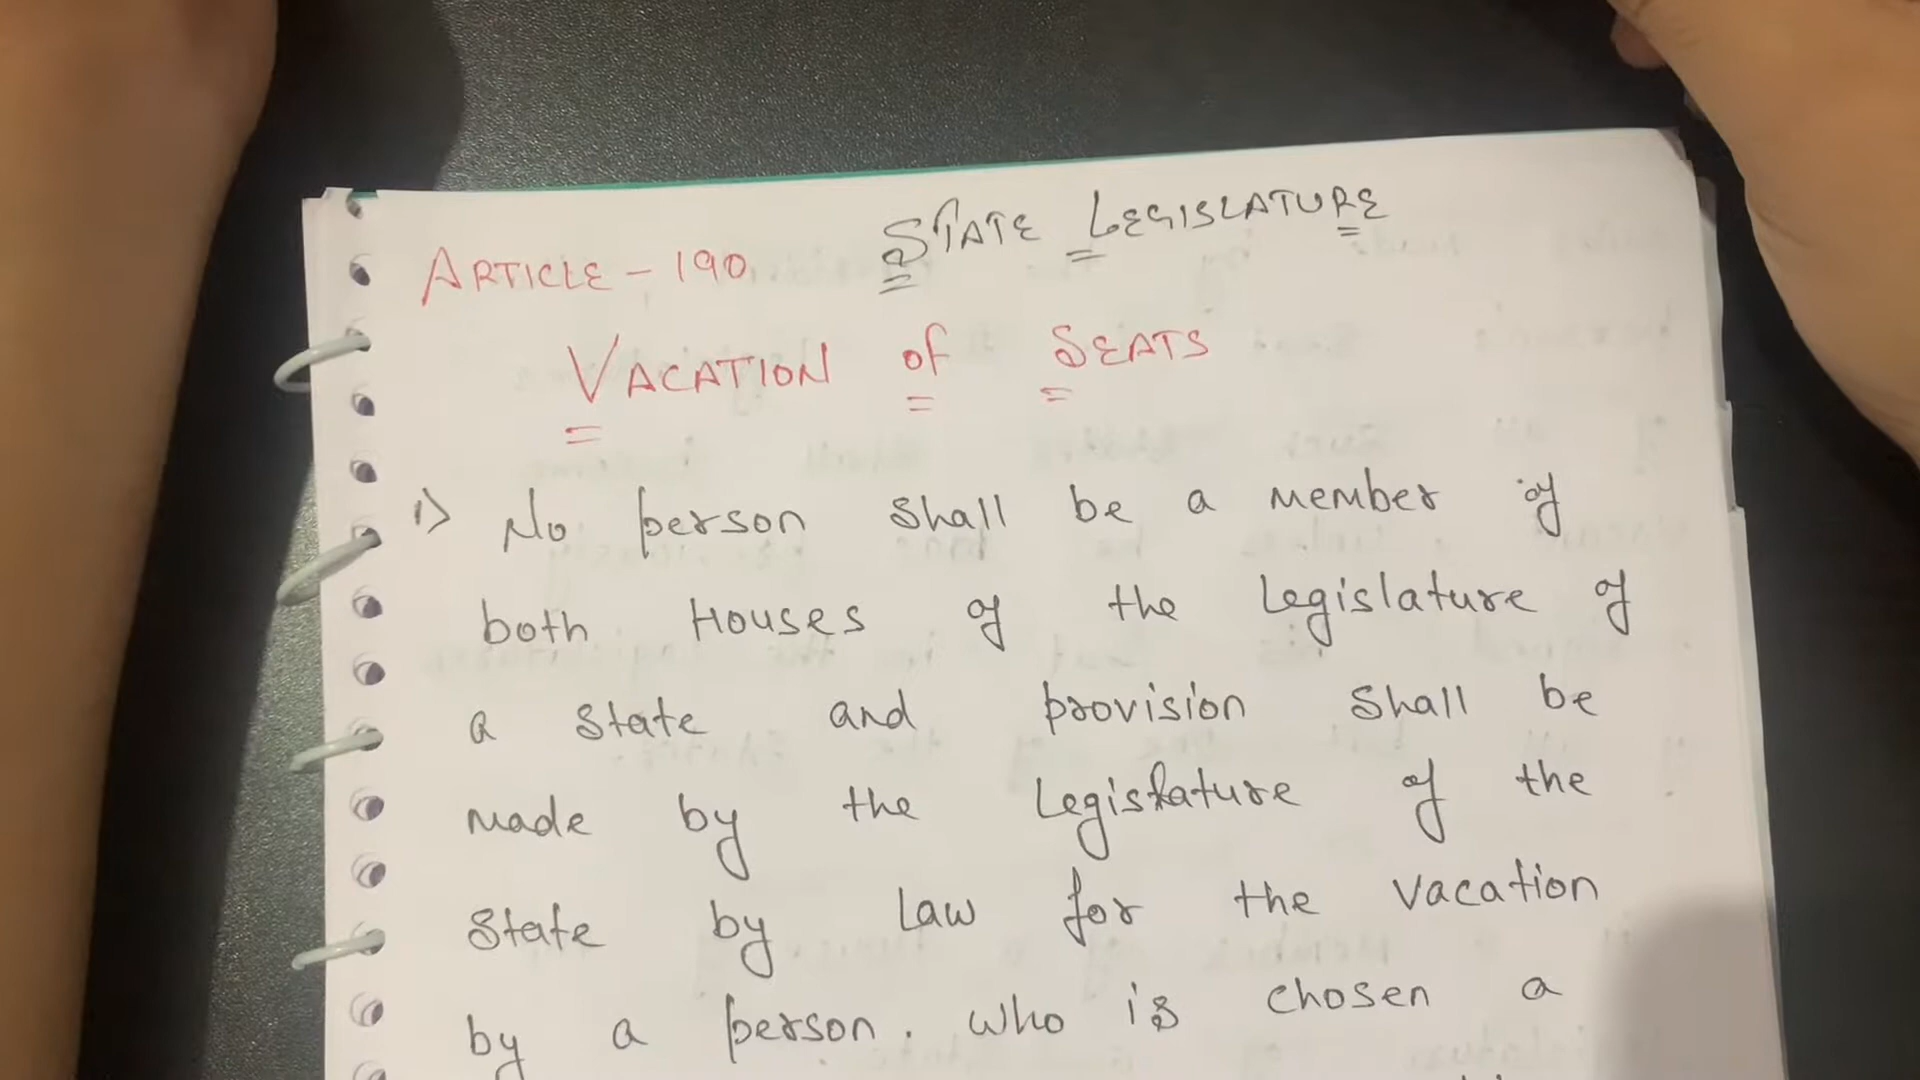 STATE LEGISLATURE
ARTICLE - 190
VACATION of SEATS
1) No person shall be a member of
both Houses of the Legislature of
a state and provision shall be
made by the Legislature of the
state by law for the vacation
by a person. who is chosen a